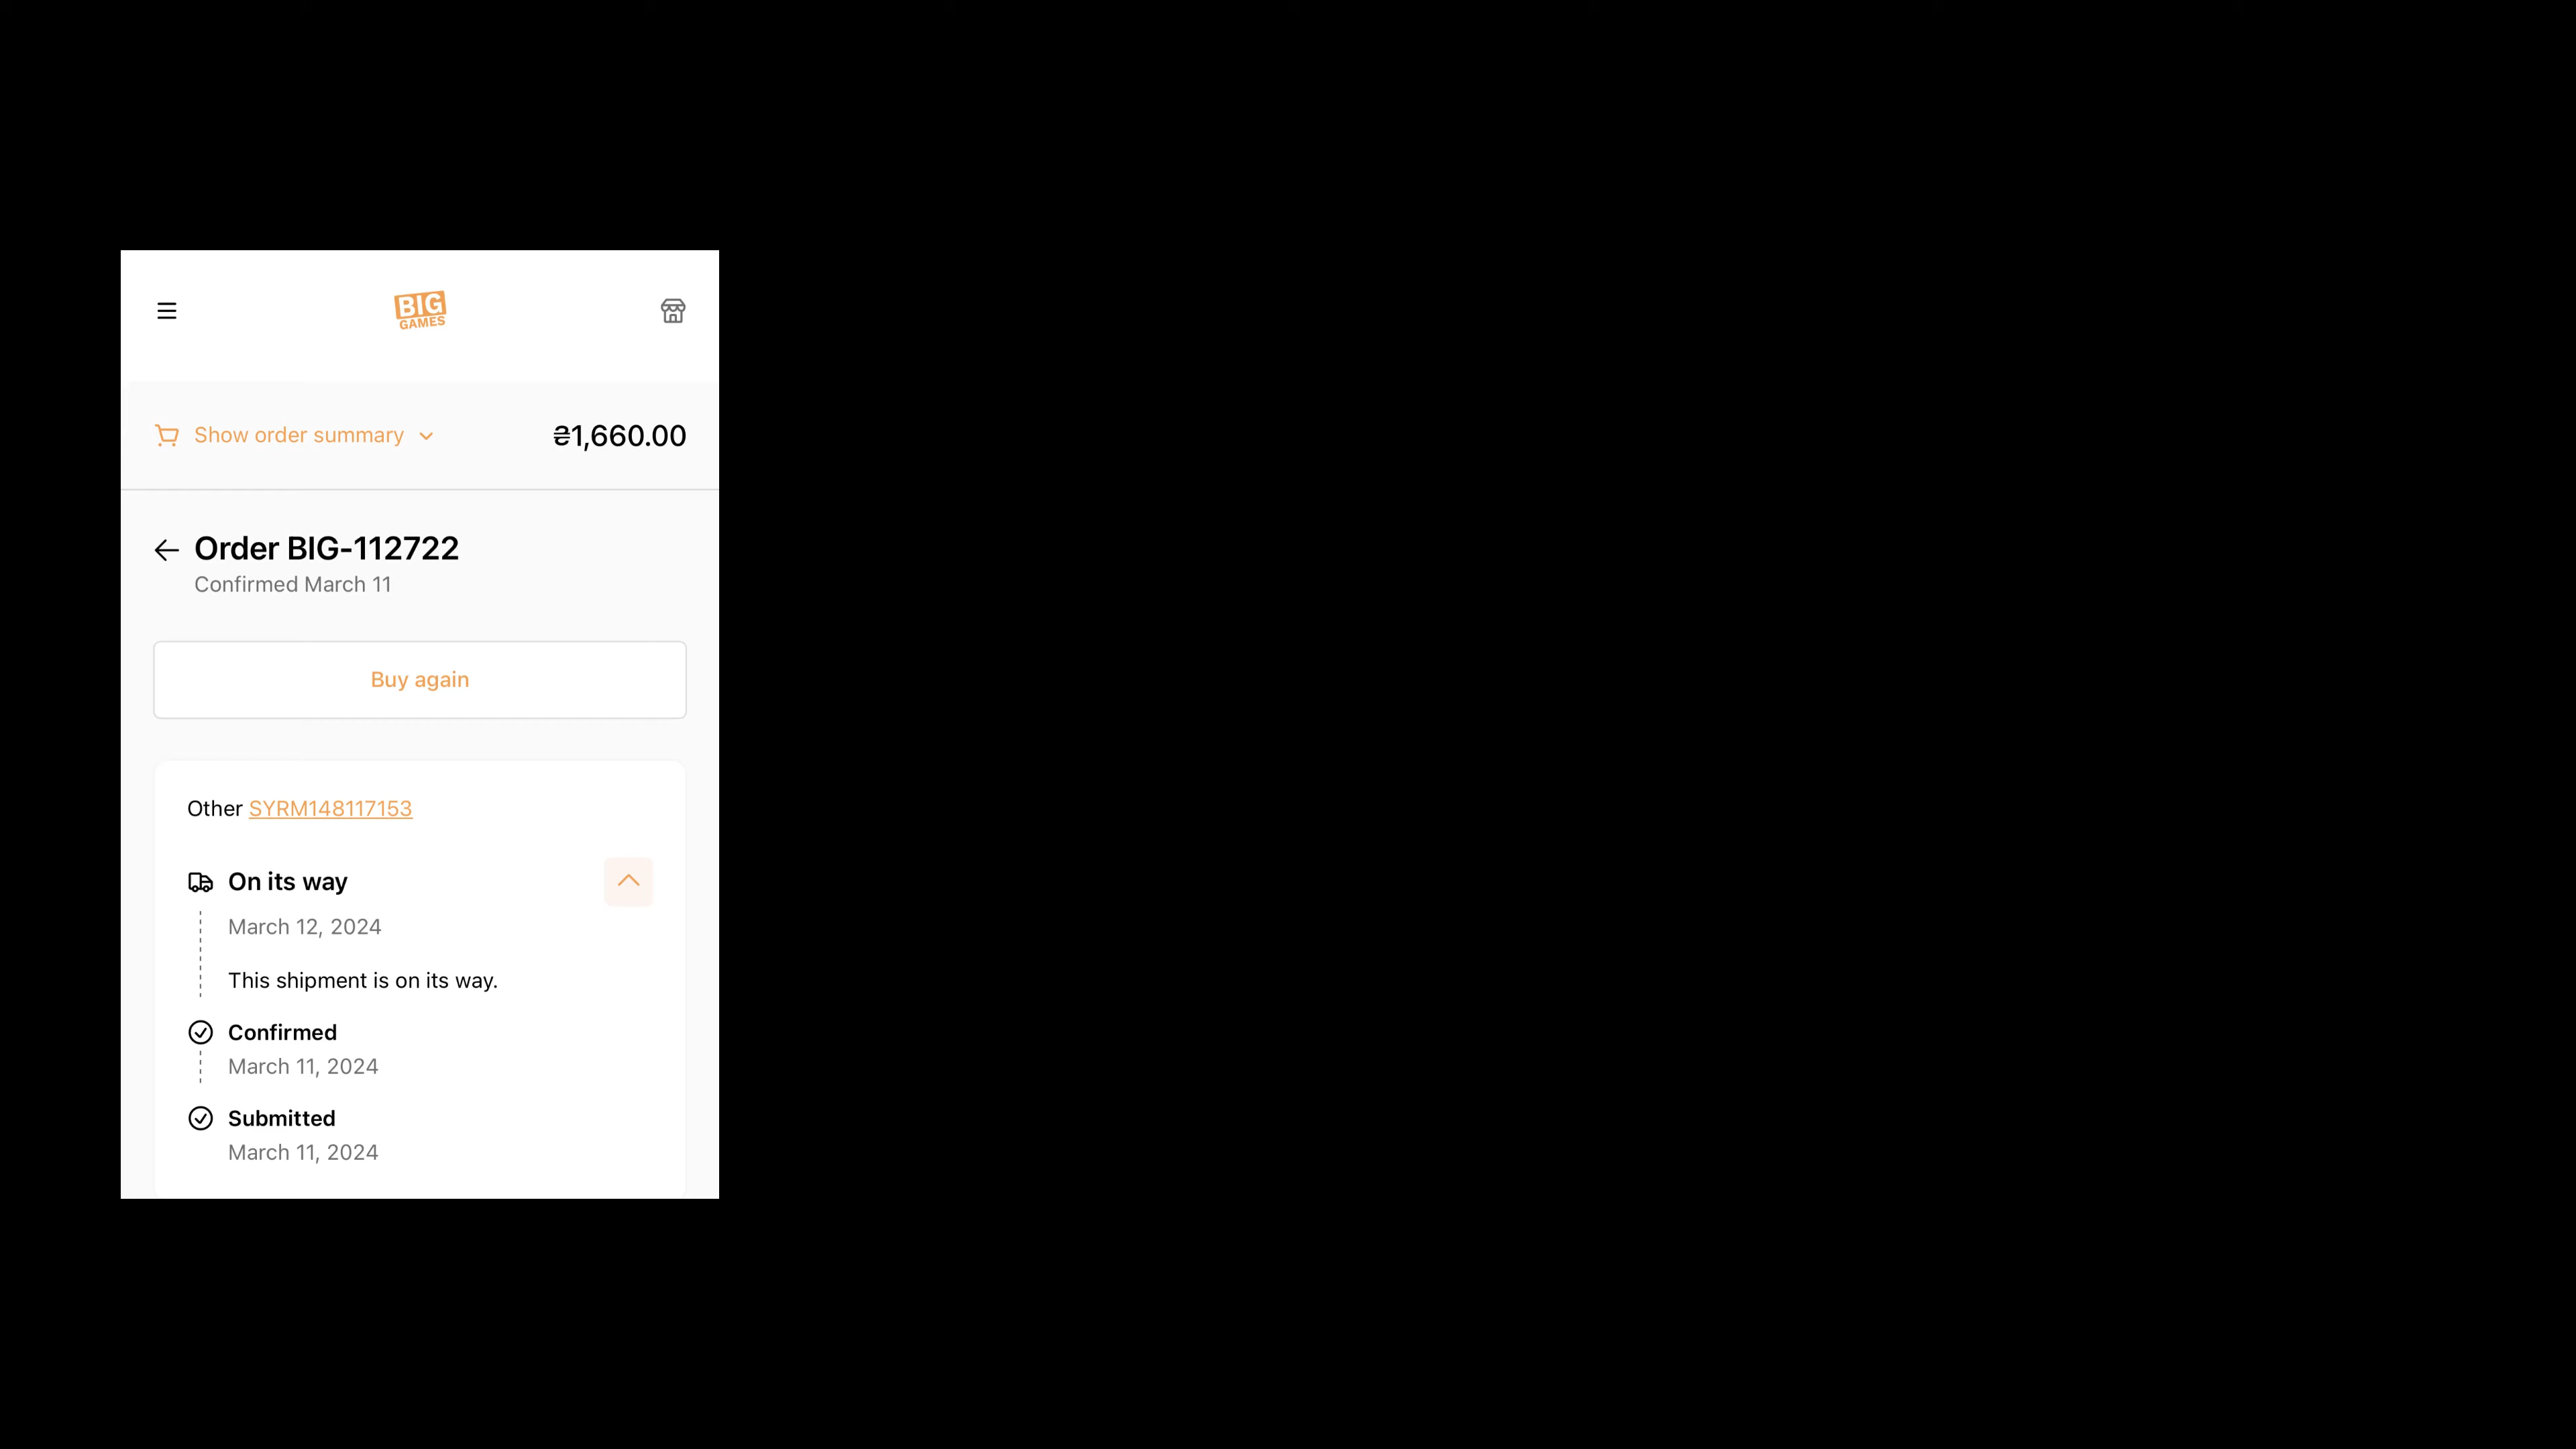 BIG
GAMES
Show order summary
₴1,660.00
Order BIG-112722
Confirmed March 11
Buy again
Other SYRM148117153
On its way
March 12, 2024
This shipment is on its way.
Confirmed
March 11, 2024
Submitted
March 11, 2024